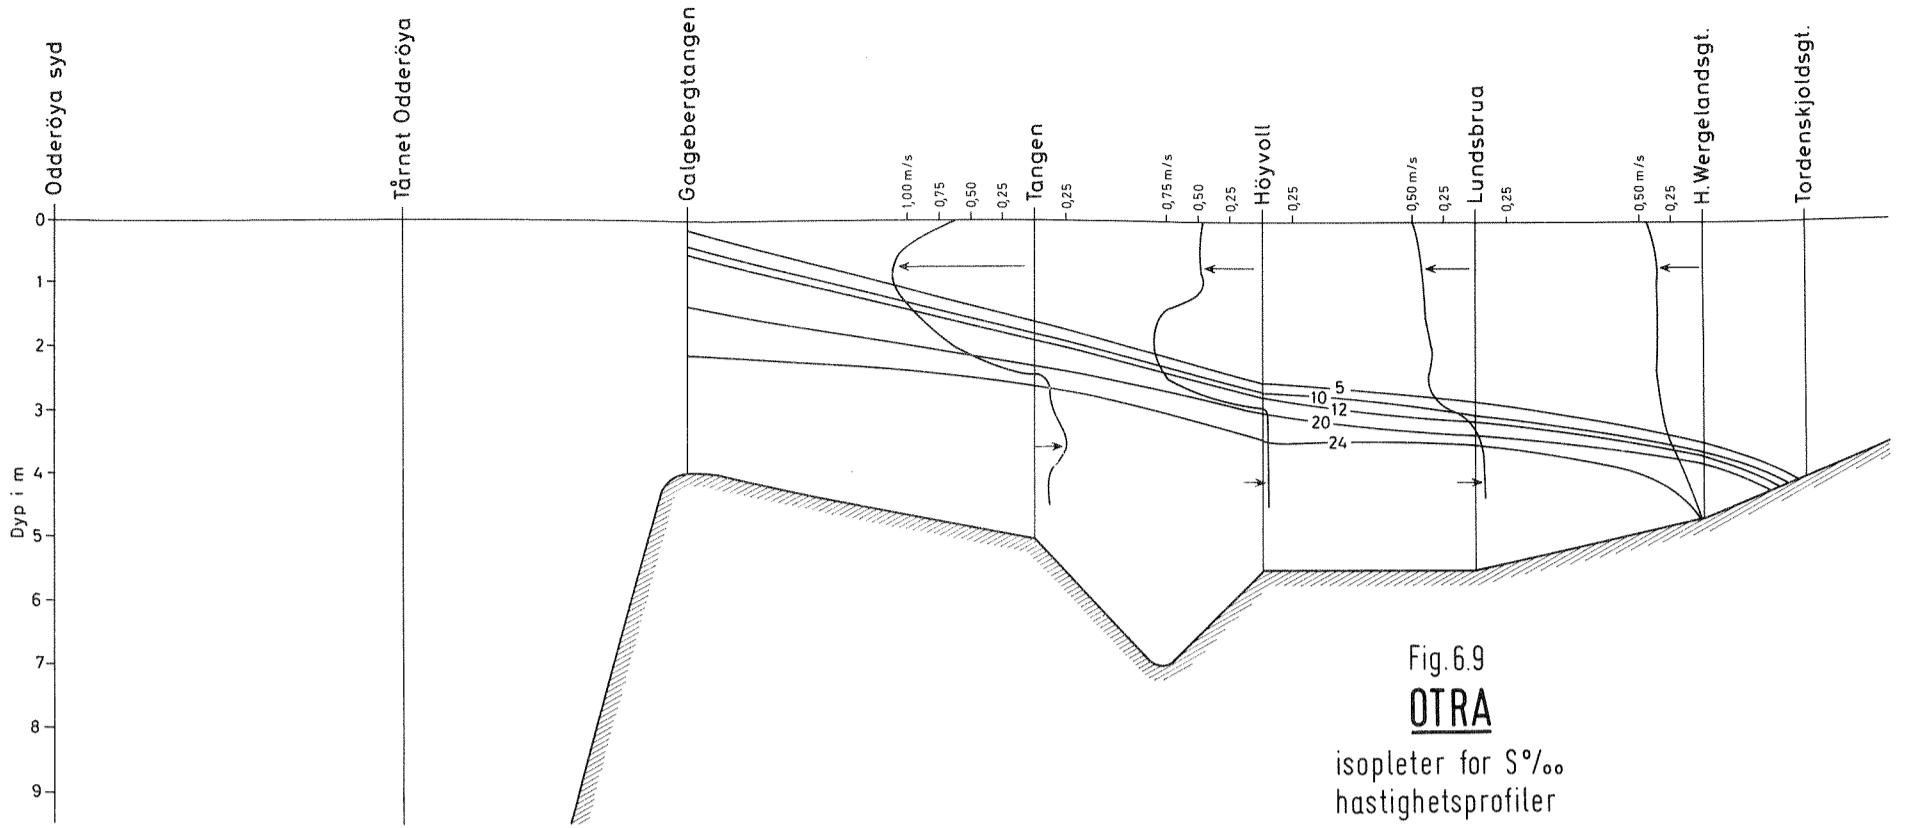 Odderöya syd
Tårnet Odderöya
Galgebergtangen
1,00 m/s
0,75
0,50
0,25
Tangen
0,25
0,75 m/s
0,50
0,25
Höyvoll
0,25
0,50 m/s
0,25
Lundsbrua
0,25
0,50 m/s
0,25
H.Wergelandsgt.
Tordenskjoldsgt.
0
1
2
3
4
5
6
7
8
9
Dyp i m
5
10
12
20
24
Fig. 6.9
OTRA
isopleter for S°/oo
hastighetsprofiler